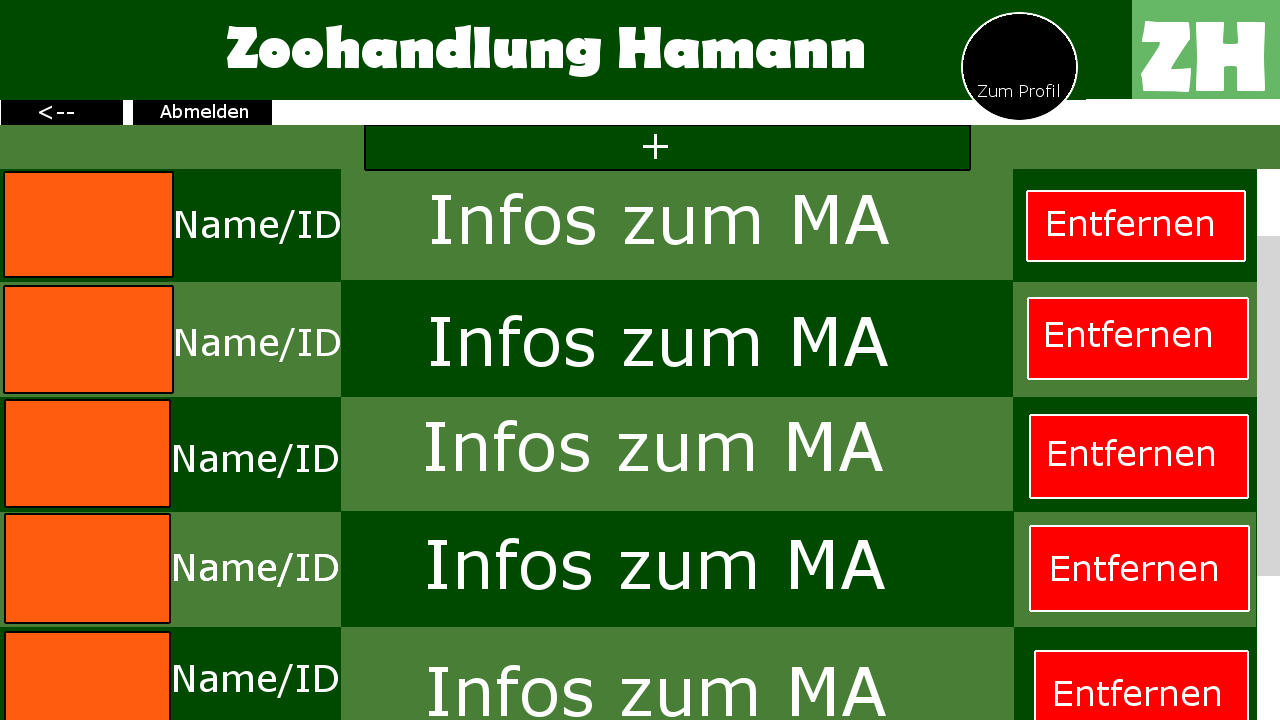 Zoohandlung Hamann
ZH
Zum Profil
<-- Abmelden
+
Name/ID Infos zum MA Entfernen
Name/ID Infos zum MA Entfernen
Name/ID Infos zum MA Entfernen
Name/ID Infos zum MA Entfernen
Name/ID Infos zum MA Entfernen